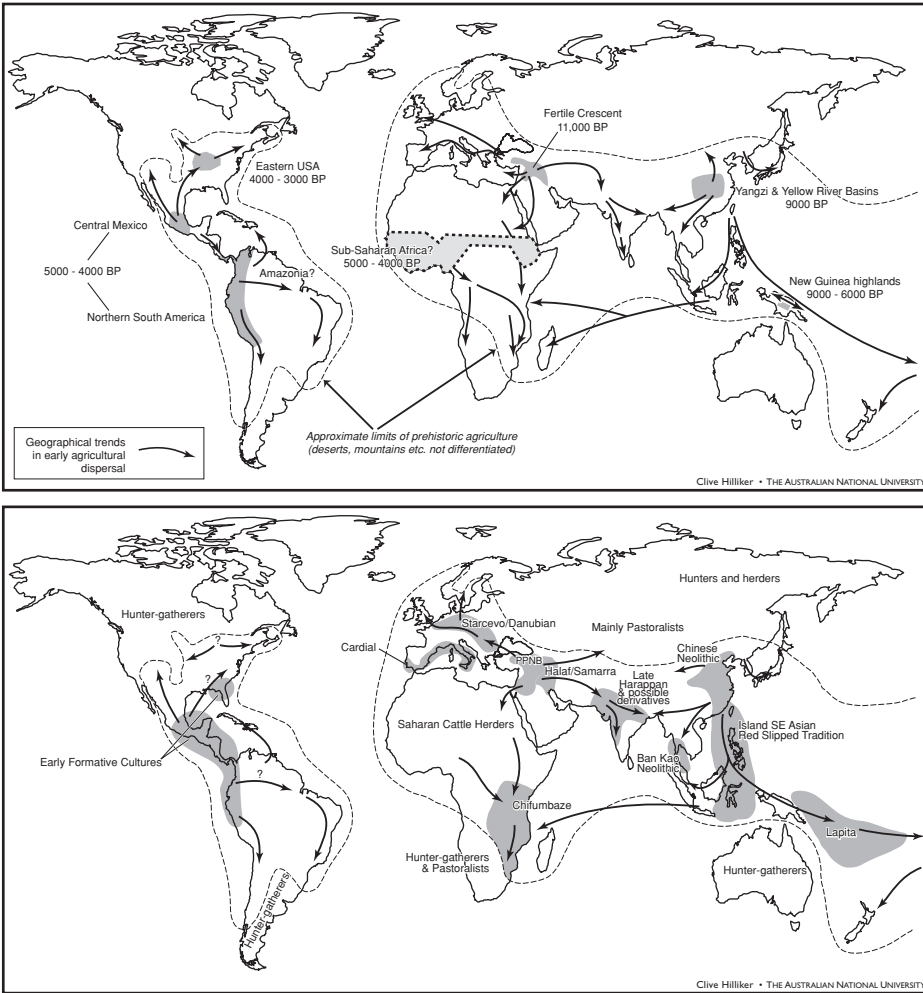 Fertile Crescent
11,000 BP
Eastern USA
4000 - 3000 BP
Yangzi & Yellow River Basins
9000 BP
Central Mexico
5000 - 4000 BP
Northern South America
Amazonia?
Sub-Saharan Africa?
5000 - 4000 BP
New Guinea highlands
9000 - 6000 BP
Approximate limits of prehistoric agriculture
(deserts, mountains etc. not differentiated)
Geographical trends
in early agricultural
dispersal
Clive Hilliker • THE AUSTRALIAN NATIONAL UNIVERSITY
Hunters and herders
Hunter-gatherers
Starcevo/Danubian
Mainly Pastoralists
Cardial
PPNB
Halaf/Samarra
Chinese
Neolithic
Late
Harappan
& possible
derivatives
Saharan Cattle Herders
Island SE Asian
Red Slipped Tradition
?
?
Early Formative Cultures
?
Ban Kao
Neolithic
Chifumbaze
Lapita
Hunter-gatherers
& Pastoralists
Hunter-gatherers
Hunter-gatherers
Clive Hilliker • THE AUSTRALIAN NATIONAL UNIVERSITY